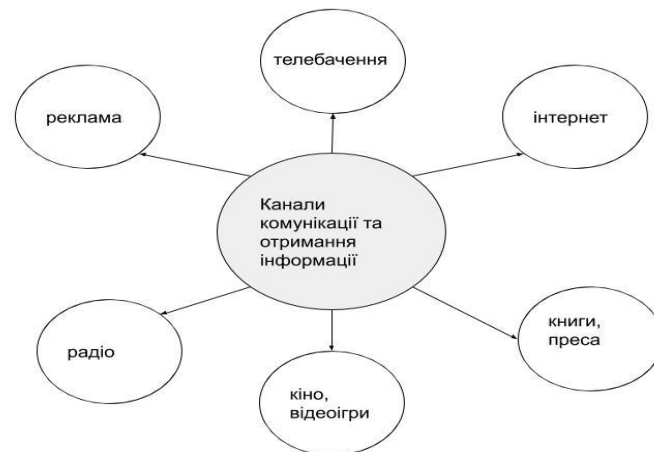 телебачення
реклама
інтернет
Канали
комунікації та
отримання
інформації
радіо
книги,
преса
кіно,
відеоігри